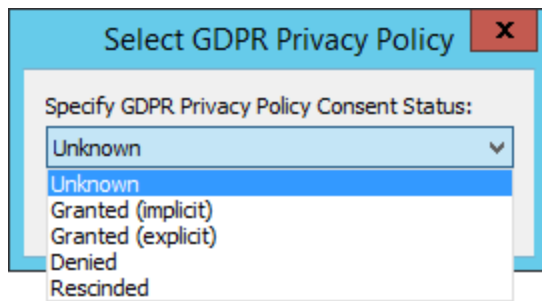 Select GDPR Privacy Policy
x
Specify GDPR Privacy Policy Consent Status:
Unknown
Unknown
Granted (implicit)
Granted (explicit)
Denied
Rescinded